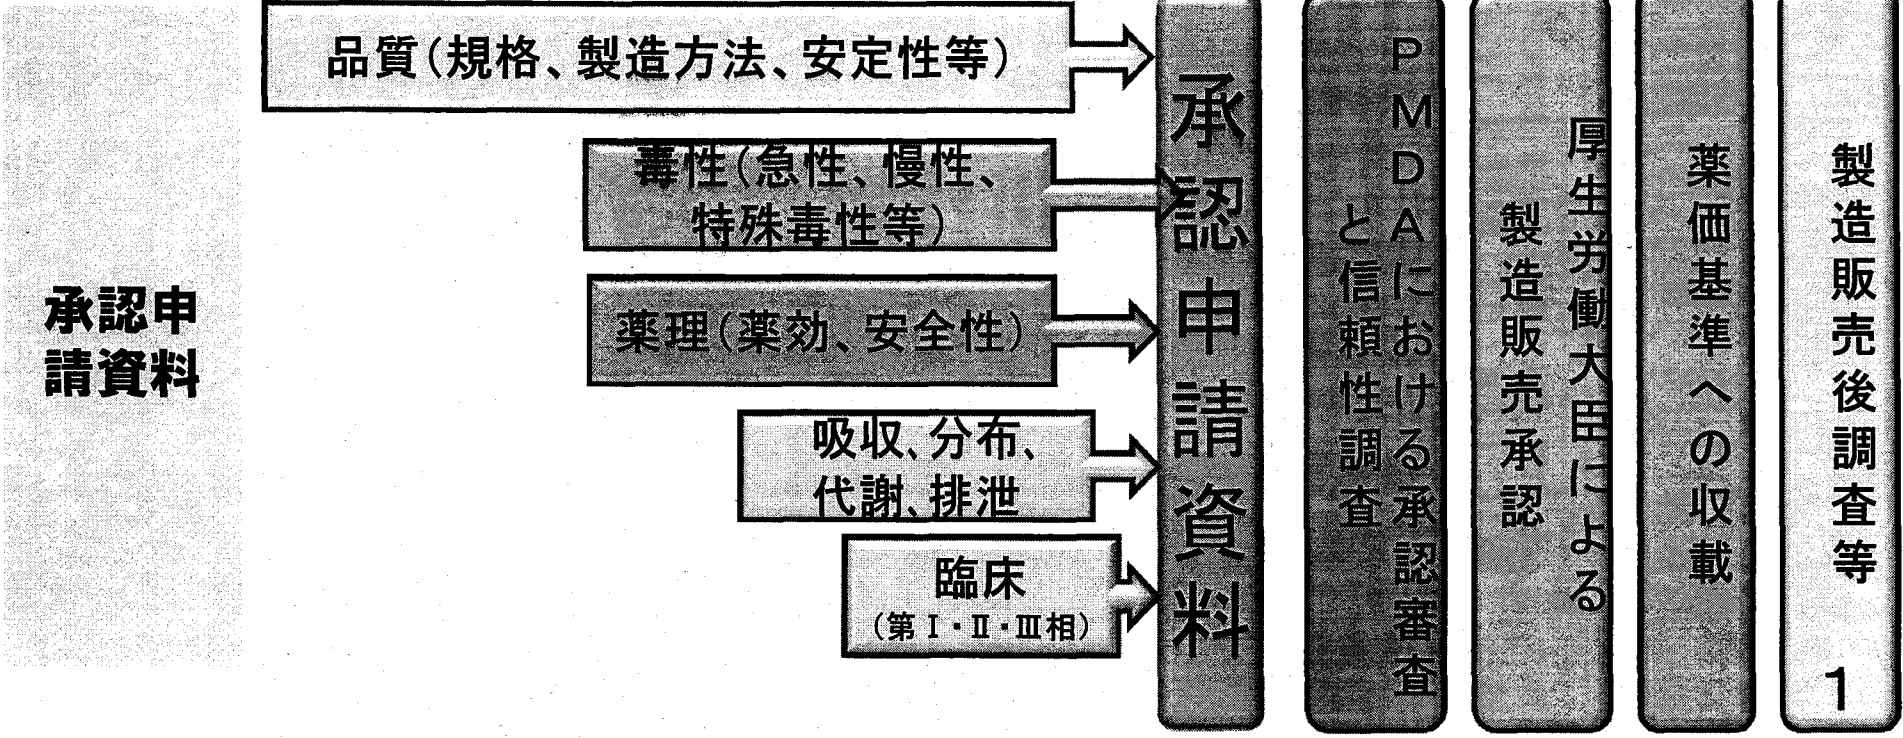 承認申
請資料
品質(規格、製造方法、安定性等)
毒性(急性、慢性、
特殊毒性等)
薬理(薬効、安全性)
吸収、分布、
代謝、排泄
臨床
(第Ⅰ・Ⅱ・Ⅲ相)
承認申請資料
PMDAにおける承認審査
と信頼性調査
厚生労働大臣による
製造販売承認
薬価基準への収載
製造販売後調査等
1